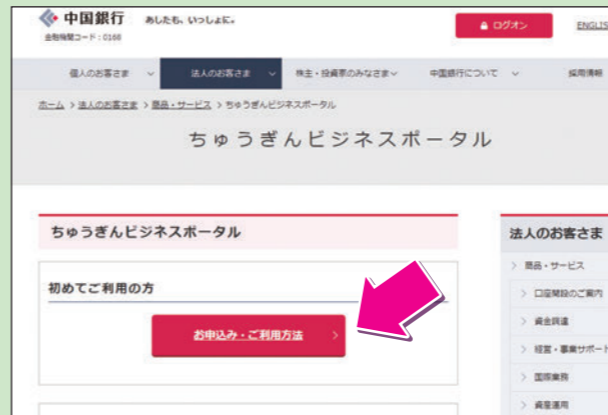 中国銀行 あしたも、いっしょに。
金融機関コード：0168
ログオン
ENGLIS
個人のお客さま
法人のお客さま
株主・投資家のみなさま
中国銀行について
採用情報
ホーム > 法人のお客さま > 商品・サービス > ちゅうぎんビジネスポータル
ちゅうぎんビジネスポータル
ちゅうぎんビジネスポータル
初めてご利用の方
お申込み・ご利用方法
法人のお客さま
商品・サービス
口座開設のご案内
資金調達
経営・事業サポート
国際業務
資産運用